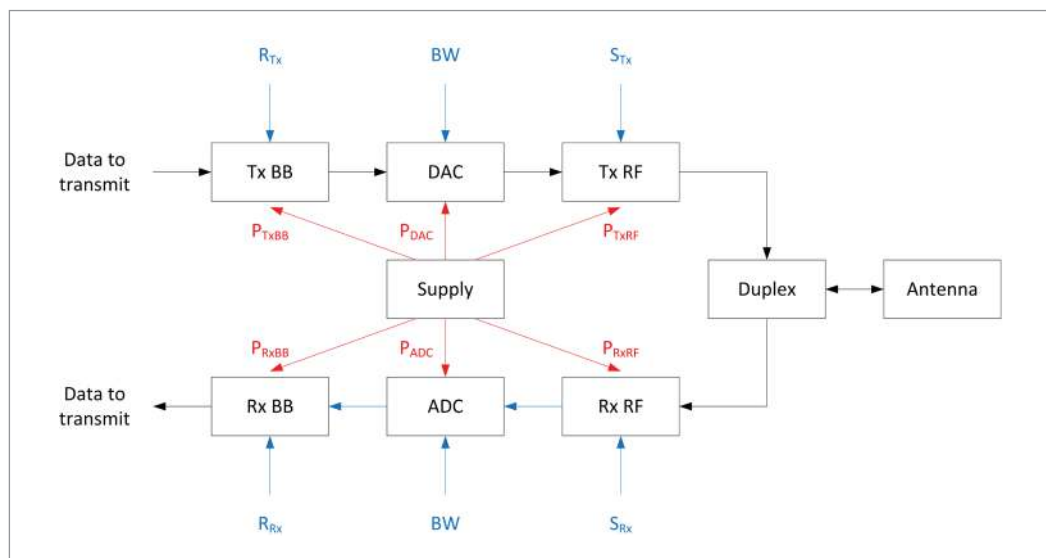 R_Tx BW S_Tx
Data to
transmit
Tx BB DAC Tx RF
P_TxBB P_DAC P_TxRF
Supply Duplex Antenna
P_RxBB P_ADC P_RxRF
Data to
transmit
Rx BB ADC Rx RF
R_Rx BW S_Rx